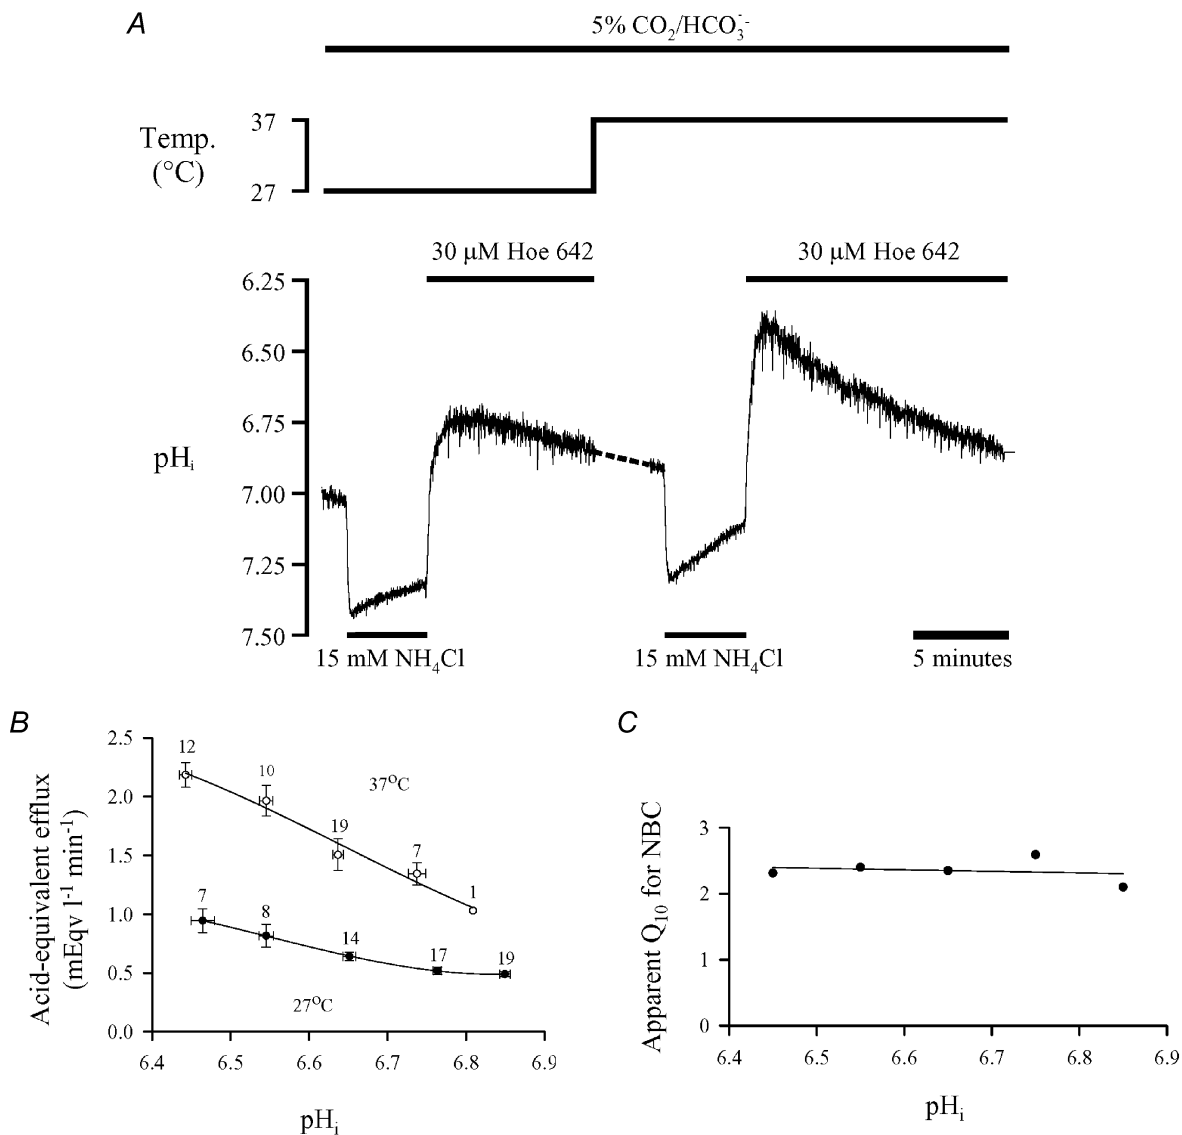 A
5% CO₂/HCO₃⁻
37
Temp.
(°C)
27
30 µM Hoe 642 30 µM Hoe 642
6.25
6.50
6.75
pHᵢ
7.00
7.25
7.50
15 mM NH₄Cl 15 mM NH₄Cl 5 minutes
B
Acid-equivalent efflux
(mEqv l⁻¹ min⁻¹)
2.5
2.0
1.5
1.0
0.5
0.0
12
10
37°C
19
7
1
7
8
14
17
19
27°C
6.4 6.5 6.6 6.7 6.8 6.9
pHᵢ
C
Apparent Q₁₀ for NBC
3
2
1
0
6.4 6.5 6.6 6.7 6.8 6.9
pHᵢ